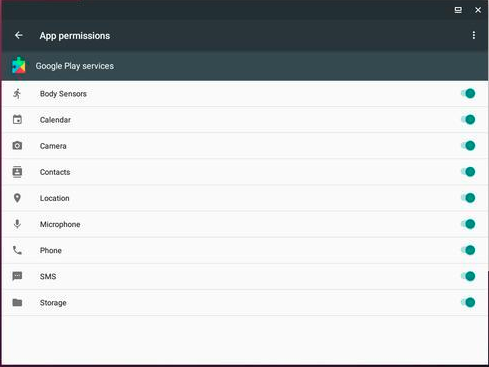 App permissions
Google Play services
Body Sensors
Calendar
Camera
Contacts
Location
Microphone
Phone
SMS
Storage